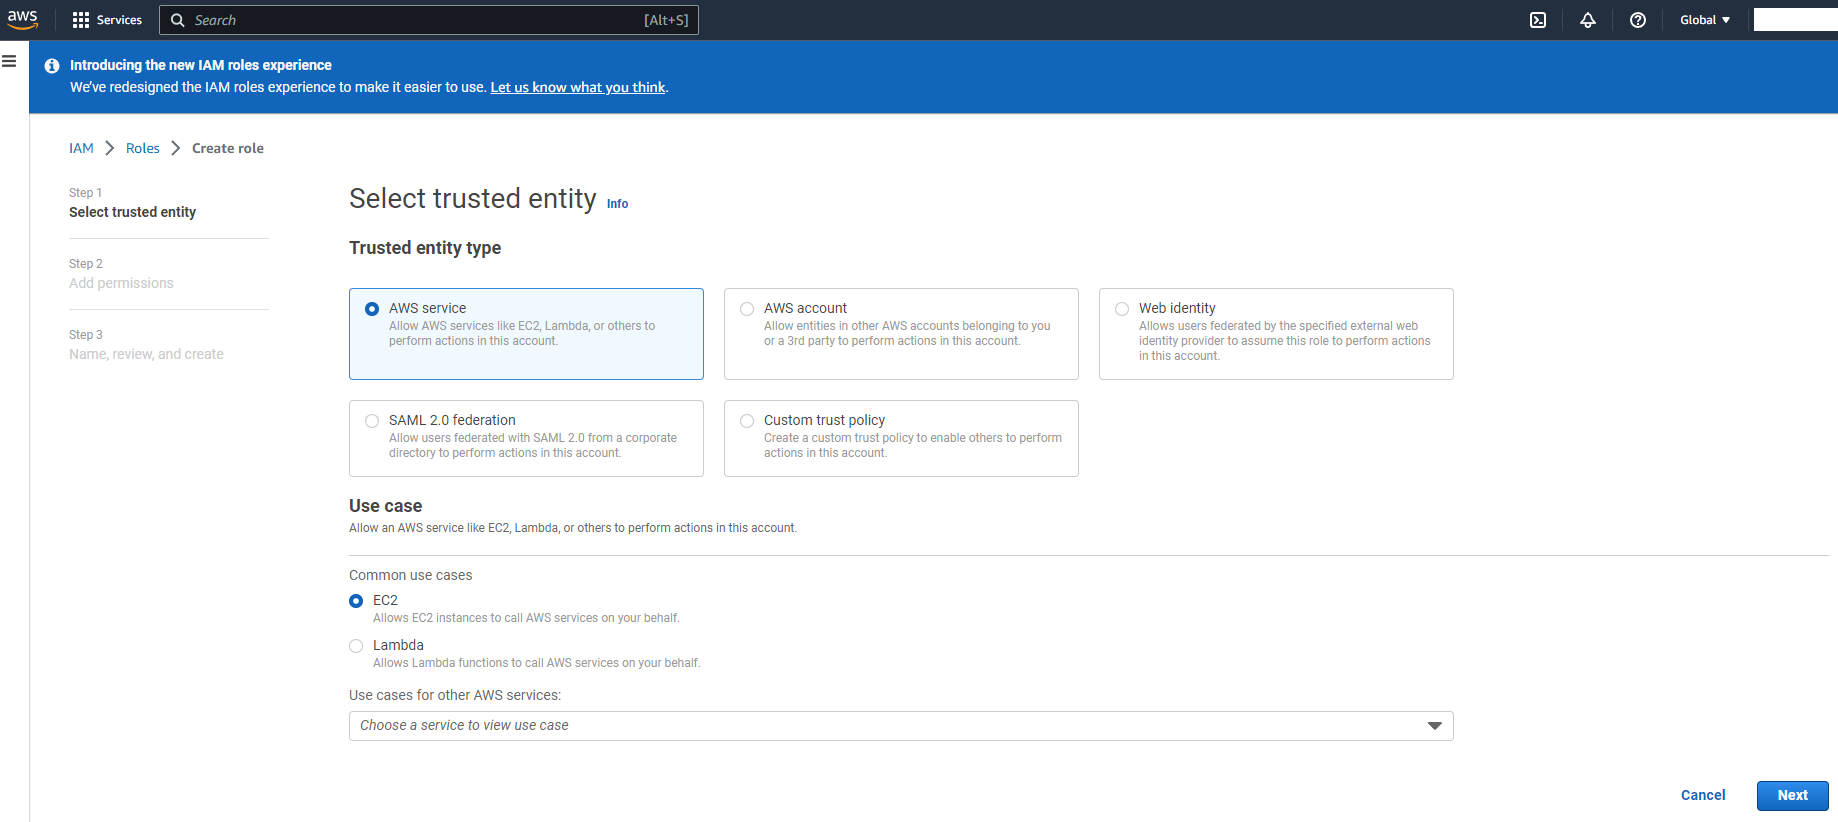 aws
Services
Search
[Alt+S]
Global
Introducing the new IAM roles experience
We've redesigned the IAM roles experience to make it easier to use. Let us know what you think.
IAM
Roles
Create role
Step 1
Select trusted entity
Step 2
Add permissions
Step 3
Name, review, and create
Select trusted entity Info
Trusted entity type
AWS service
Allow AWS services like EC2, Lambda, or others to
perform actions in this account.
AWS account
Allow entities in other AWS accounts belonging to you
or a 3rd party to perform actions in this account.
Web identity
Allows users federated by the specified external web
identity provider to assume this role to perform actions
in this account.
SAML 2.0 federation
Allow users federated with SAML 2.0 from a corporate
directory to perform actions in this account.
Custom trust policy
Create a custom trust policy to enable others to perform
actions in this account.
Use case
Allow an AWS service like EC2, Lambda, or others to perform actions in this account.
Common use cases
EC2
Allows EC2 instances to call AWS services on your behalf.
Lambda
Allows Lambda functions to call AWS services on your behalf.
Use cases for other AWS services:
Choose a service to view use case
Cancel
Next